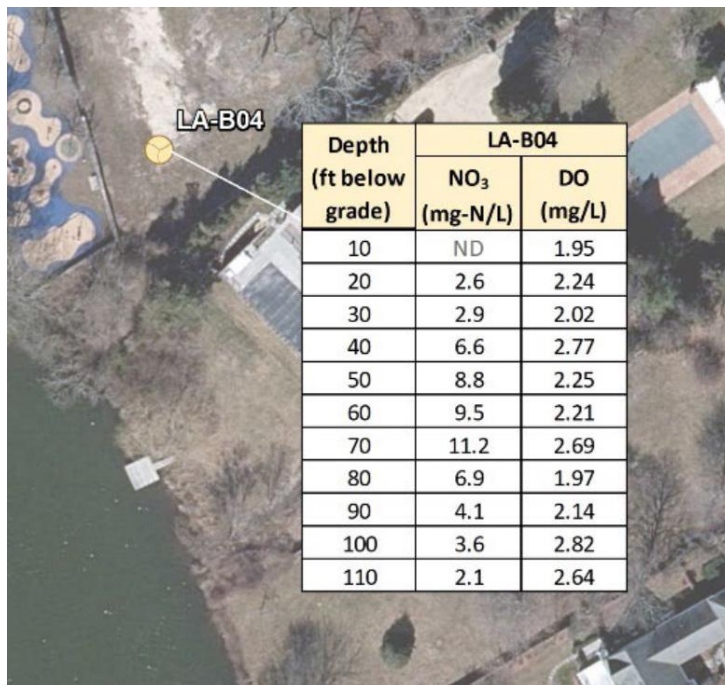 LA-B04
Depth (ft below grade) LA-B04
NO₃ (mg-N/L) DO (mg/L)
10 ND 1.95
20 2.6 2.24
30 2.9 2.02
40 6.6 2.77
50 8.8 2.25
60 9.5 2.21
70 11.2 2.69
80 6.9 1.97
90 4.1 2.14
100 3.6 2.82
110 2.1 2.64